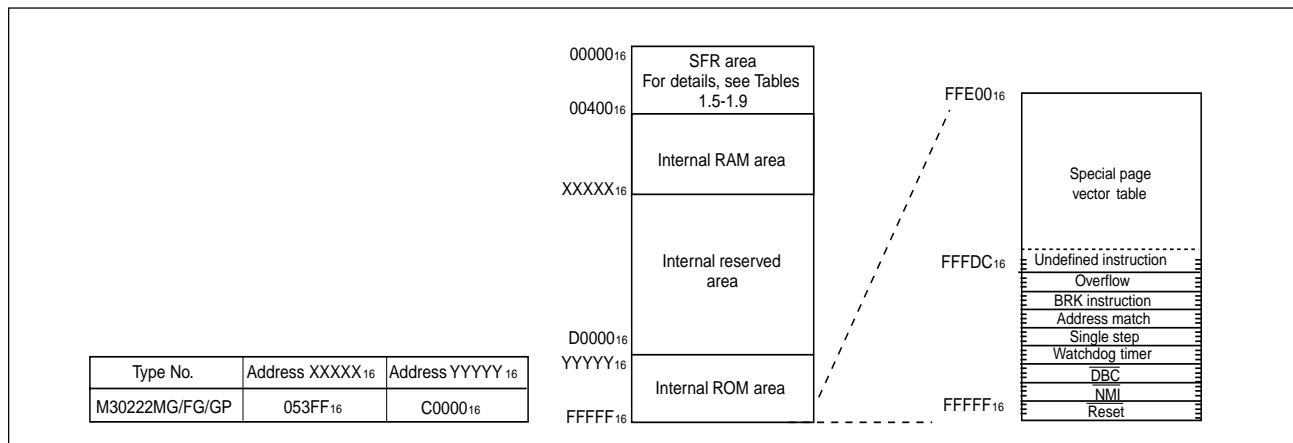 00000₁₆
SFR area
For details, see Tables
1.5-1.9
00400₁₆
Internal RAM area
XXXXX₁₆
Internal reserved
area
D0000₁₆
YYYYY₁₆
Internal ROM area
FFFFF₁₆
FFE00₁₆
Special page
vector table
FFFDC₁₆
Undefined instruction
Overflow
BRK instruction
Address match
Single step
Watchdog timer
DBC
NMI
FFFFF₁₆
Reset
Type No. Address XXXXX₁₆ Address YYYYY₁₆
M30222MG/FG/GP 053FF₁₆ C0000₁₆